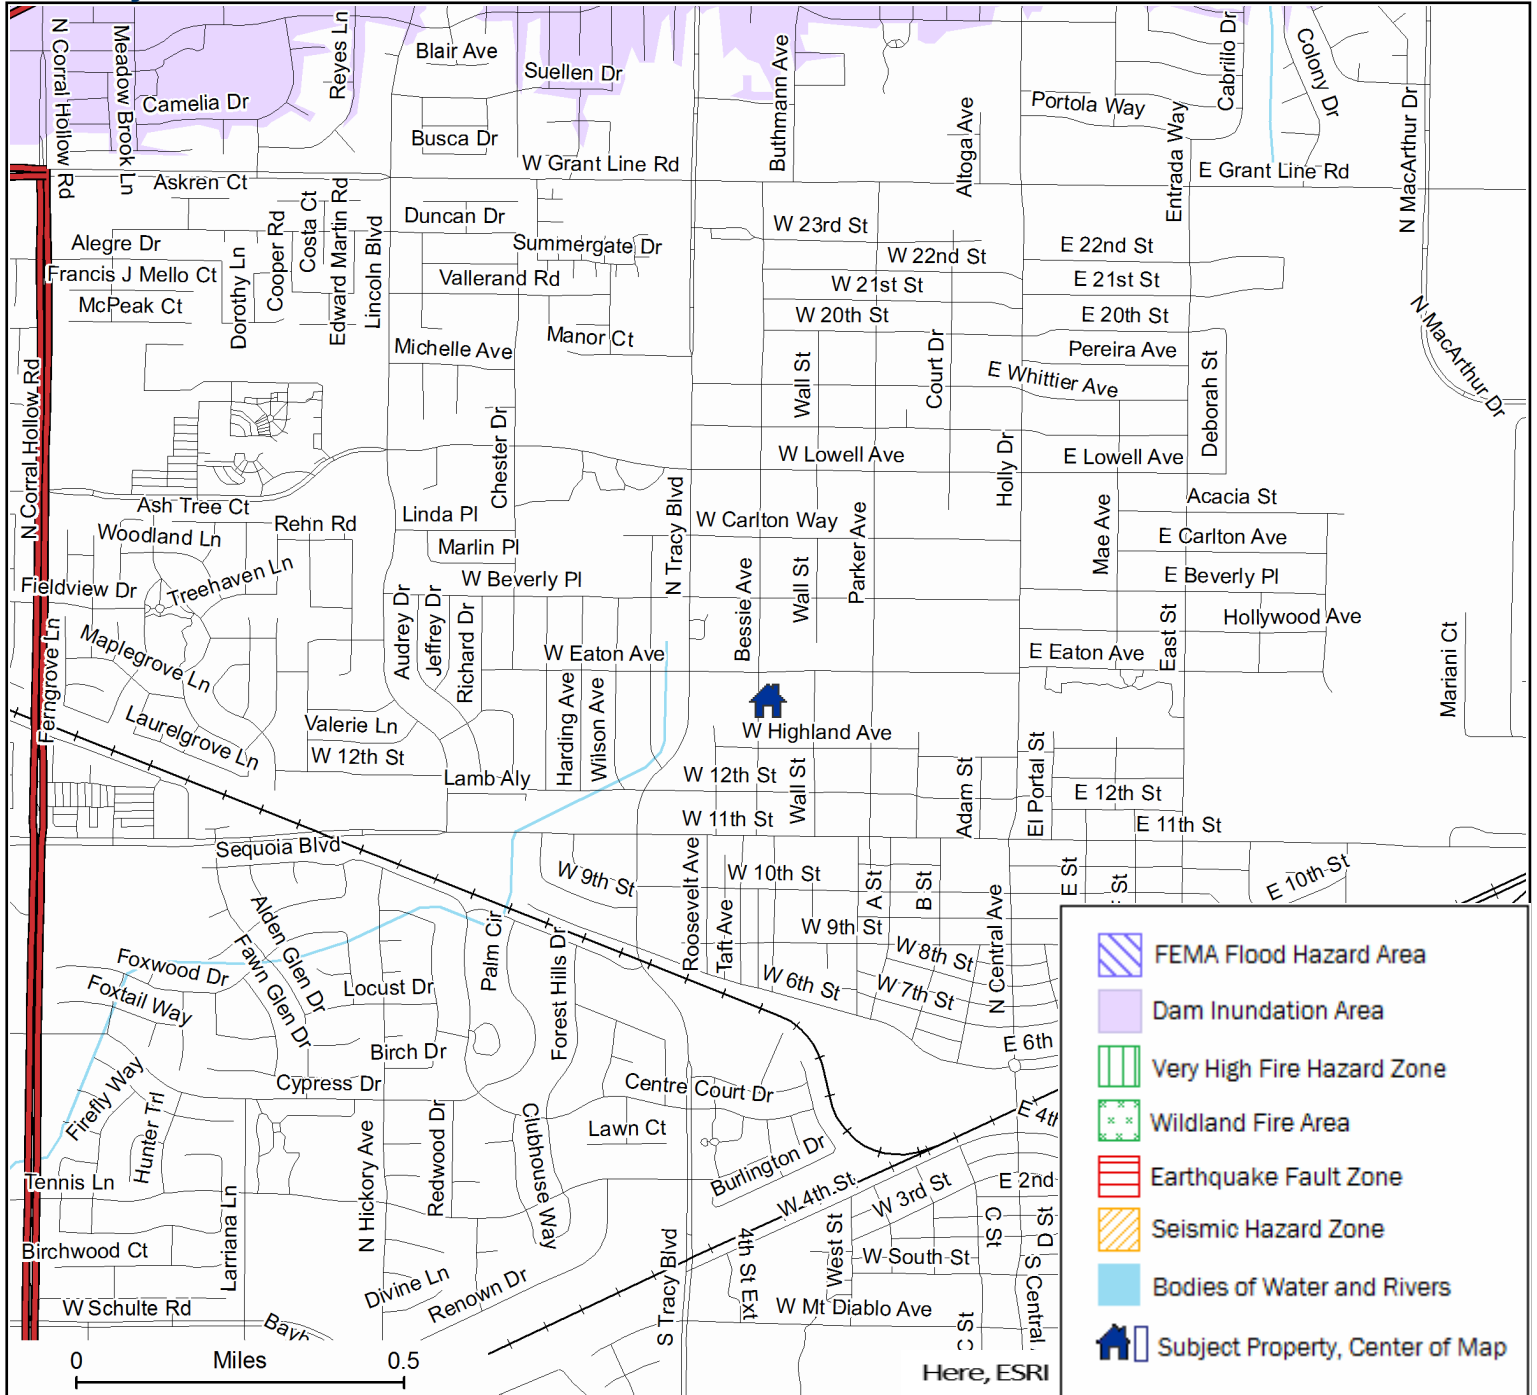 N Corral Hollow Rd
Meadow Brook Ln
Reyes Ln
Blair Ave
Suellen Dr
Camelia Dr
Busca Dr
W Grant Line Rd
Buthmann Ave
Altoga Ave
Portola Way
Entrada Way
Cabrillo Dr
Colony Dr
E Grant Line Rd
N MacArthur Dr
Askren Ct
Alegre Dr
Francis J Mello Ct
McPeak Ct
Dorothy Ln
Cooper Rd
Costa Ct
Edward Martin Rd
Lincoln Blvd
Duncan Dr
Summergate Dr
Vallerand Rd
Manor Ct
Michelle Ave
W 23rd St
W 22nd St
W 21st St
W 20th St
E 22nd St
E 21st St
E 20th St
Pereira Ave
E Whittier Ave
Wall St
Court Dr
Deborah St
N MacArthur Dr
N Corral Hollow Rd
Chester Dr
W Lowell Ave
Holly Dr
E Lowell Ave
Ash Tree Ct
Woodland Ln
Rehn Rd
Linda Pl
Marlin Pl
W Beverly Pl
N Tracy Blvd
W Carlton Way
Parker Ave
Mae Ave
Acacia St
E Carlton Ave
E Beverly Pl
Hollywood Ave
Fieldview Dr
Treehaven Ln
Ferngrove Ln
Maplegrove Ln
Laurelgrove Ln
Audrey Dr
Jeffrey Dr
Richard Dr
W Eaton Ave
Bessie Ave
Wall St
E Eaton Ave
East St
Mariani Ct
Valerie Ln
W 12th St
Harding Ave
Wilson Ave
Lamb Aly
W Highland Ave
W 12th St
Wall St
W 11th St
Adam St
El Portal St
E 12th St
E 11th St
Sequoia Blvd
W 9th St
Roosevelt Ave
W 10th St
Taft Ave
A St
B St
W 9th St
W 8th St
W 7th St
W 6th St
N Central Ave
E St
St
E 10th St
Alden Glen Dr
Fawn Glen Dr
Foxwood Dr
Foxtail Way
Locust Dr
Palm Cir
Forest Hills Dr
Birch Dr
Cypress Dr
Firefly Way
Hunter Trl
Centre Court Dr
E 6th
E 4th
Lawn Ct
Clubhouse Way
Redwood Dr
N Hickory Ave
Burlington Dr
W 4th St
W 3rd St
E 2nd
Tennis Ln
Larriana Ln
Birchwood Ct
W Schulte Rd
Divine Ln
Renown Dr
S Tracy Blvd
4th St Ext
West St
W South St
W Mt Diablo Ave
C St
D St
S Central
C St
0 Miles 0.5
Here, ESRI
FEMA Flood Hazard Area
Dam Inundation Area
Very High Fire Hazard Zone
Wildland Fire Area
Earthquake Fault Zone
Seismic Hazard Zone
Bodies of Water and Rivers
Subject Property, Center of Map